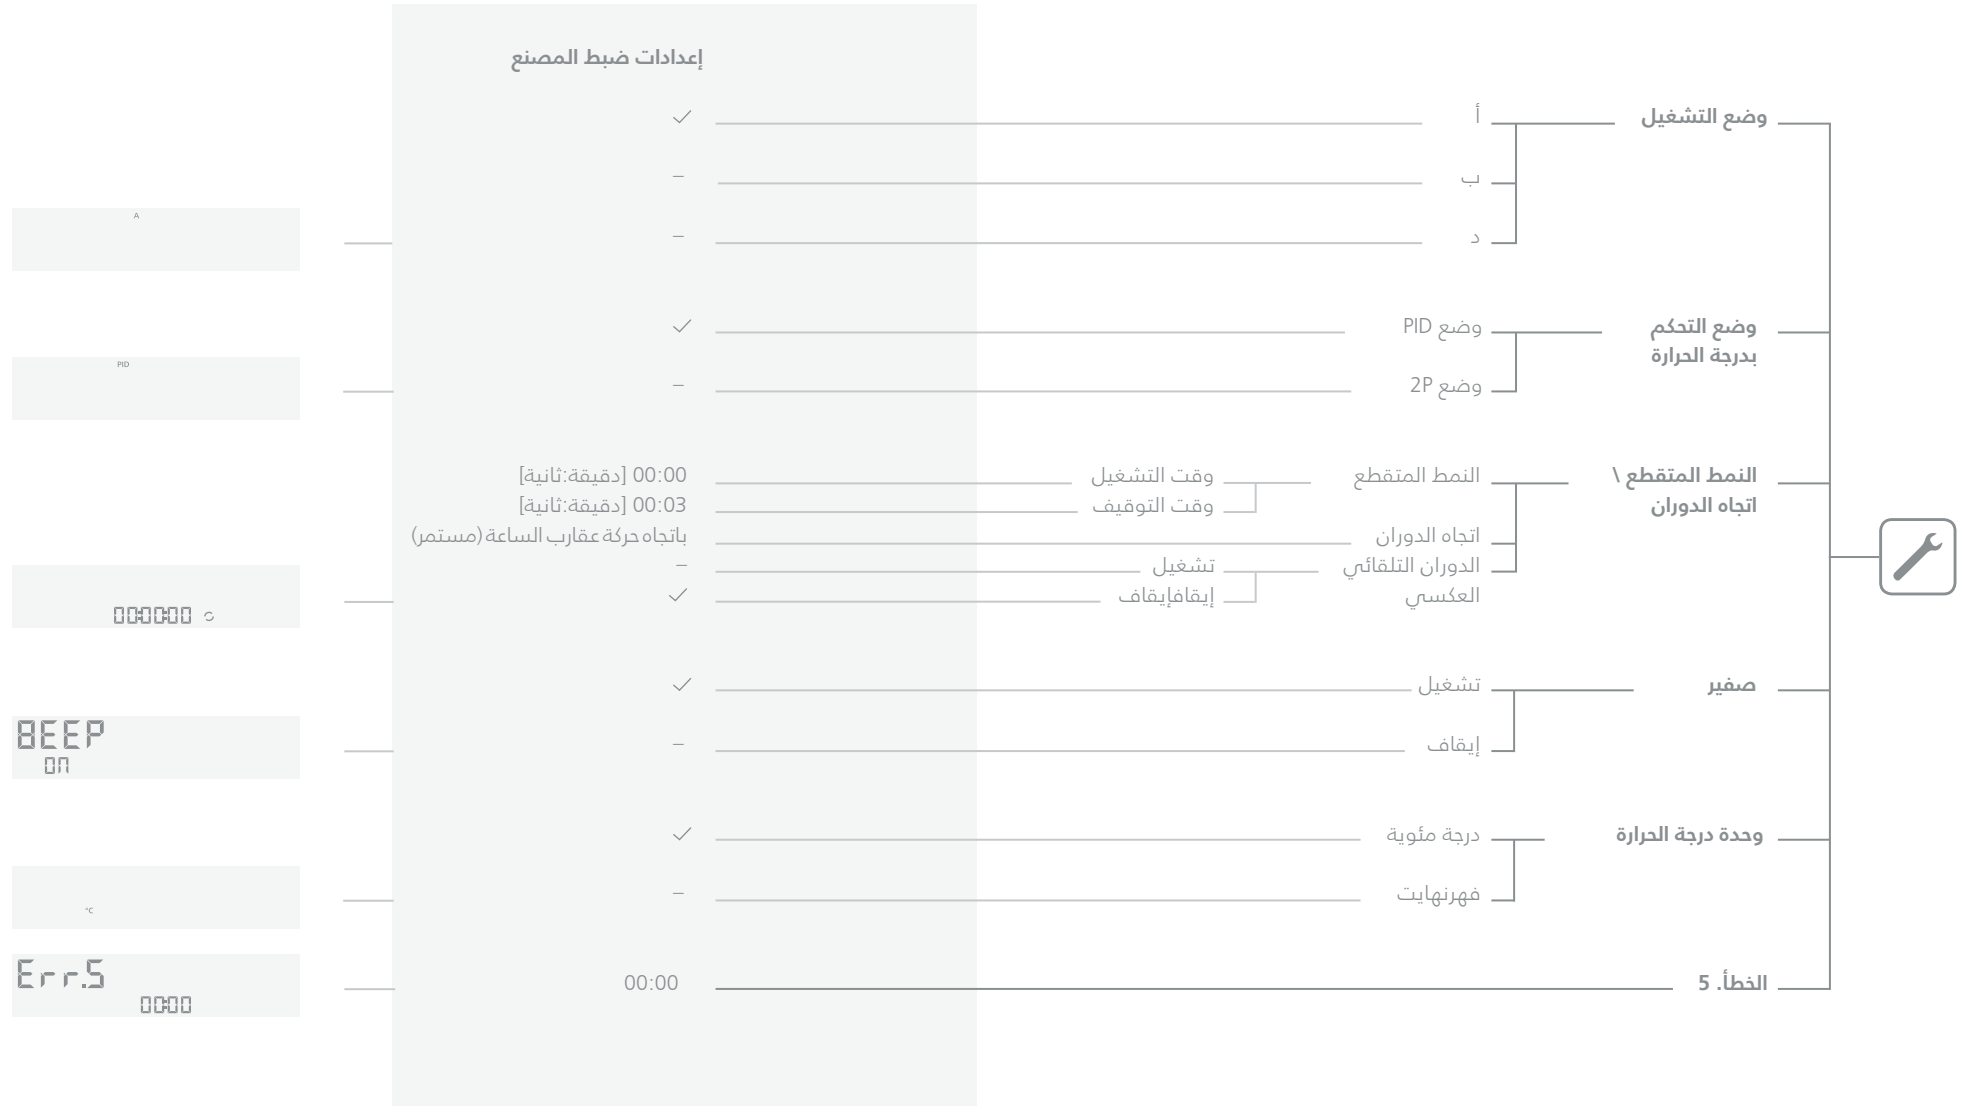 إعدادات ضبط المصنع
وضع التشغيل
أ
✓
ب
–
د
–
A
وضع التحكم
بدرجة الحرارة
وضع PID
✓
وضع 2P
–
PID
النمط المتقطع \
اتجاه الدوران
النمط المتقطع
وقت التشغيل
00:00 [دقيقة:ثانية]
وقت التوقيف
00:03 [دقيقة:ثانية]
اتجاه الدوران
باتجاه حركة عقارب الساعة (مستمر)
الدوران التلقائي
العكسي
تشغيل
–
إيقافإيقاف
✓
00:00:00
صفير
تشغيل
✓
إيقاف
–
BEEP
on
وحدة درجة الحرارة
درجة مئوية
✓
فهرنهايت
–
°C
الخطأ. 5
00:00
Err.5
00:00